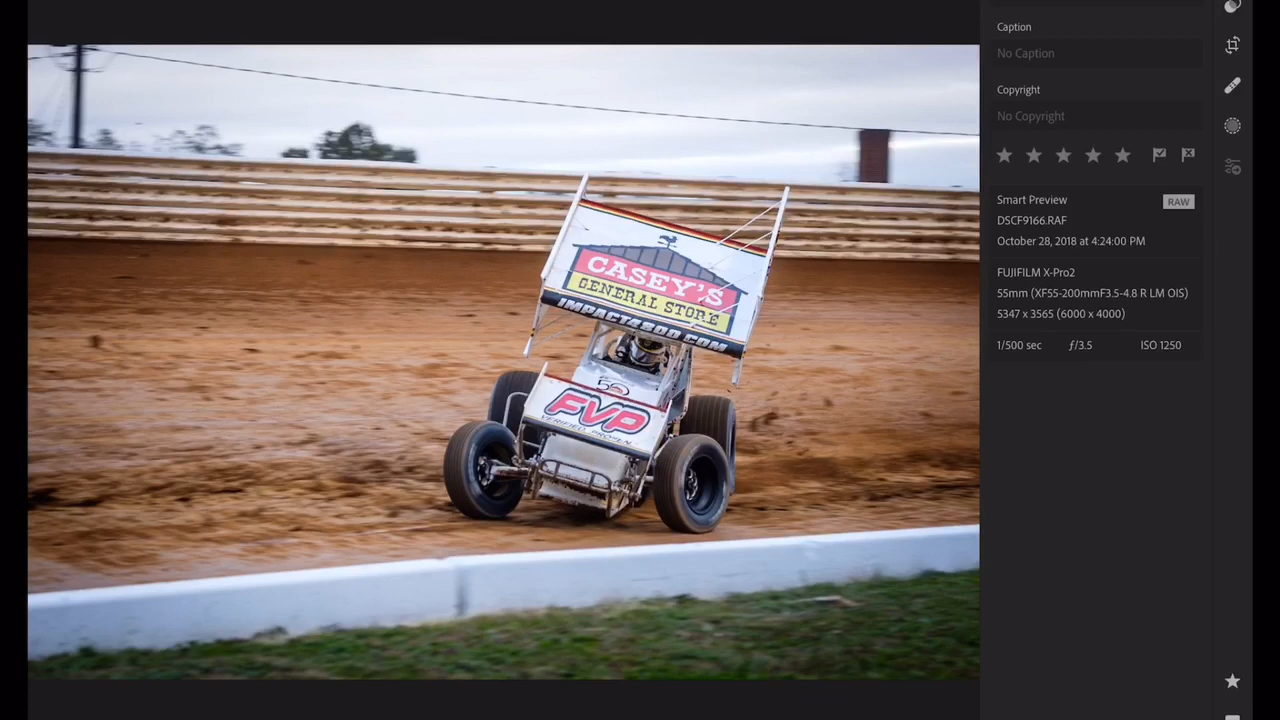 Caption
No Caption
Copyright
No Copyright
Smart Preview
RAW
DSCF9166.RAF
October 28, 2018 at 4:24:00 PM
FUJIFILM X-Pro2
55mm (XF55-200mmF3.5-4.8 R LM OIS)
5347 x 3565 (6000 x 4000)
1/500 sec
ƒ/3.5
ISO 1250
CASEY'S
GENERAL STORE
FVP
VERIFIED PROVEN